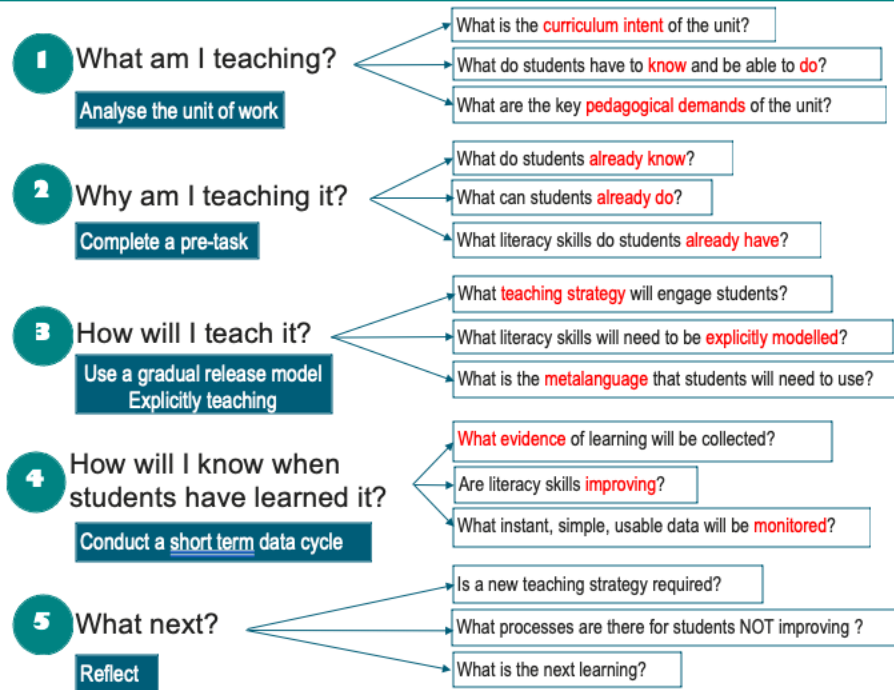 1
What am I teaching?
Analyse the unit of work
What is the curriculum intent of the unit?
What do students have to know and be able to do?
What are the key pedagogical demands of the unit?
2
Why am I teaching it?
Complete a pre-task
What do students already know?
What can students already do?
What literacy skills do students already have?
3
How will I teach it?
Use a gradual release model
Explicitly teaching
What teaching strategy will engage students?
What literacy skills will need to be explicitly modelled?
What is the metalanguage that students will need to use?
4
How will I know when
students have learned it?
Conduct a short term data cycle
What evidence of learning will be collected?
Are literacy skills improving?
What instant, simple, usable data will be monitored?
5
What next?
Reflect
Is a new teaching strategy required?
What processes are there for students NOT improving ?
What is the next learning?